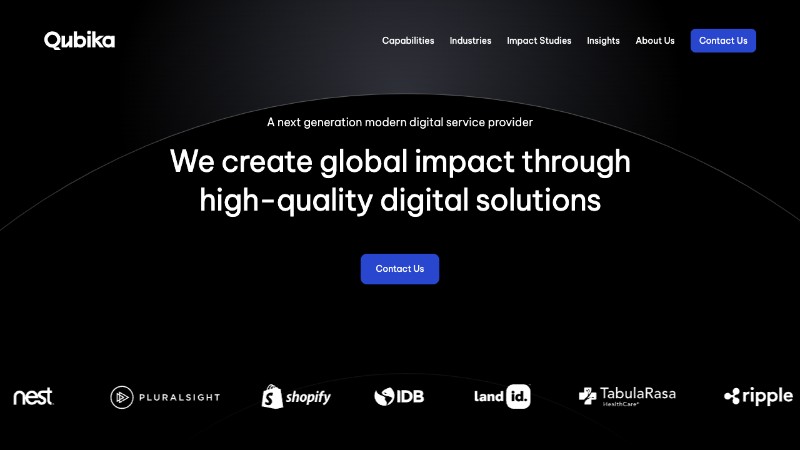 Qubika
Capabilities
Industries
Impact Studies
Insights
About Us
Contact Us
A next generation modern digital service provider
We create global impact through
high-quality digital solutions
Contact Us
nest
PLURALSIGHT
shopify
IDB
land id.
TabulaRasa
HealthCare
ripple